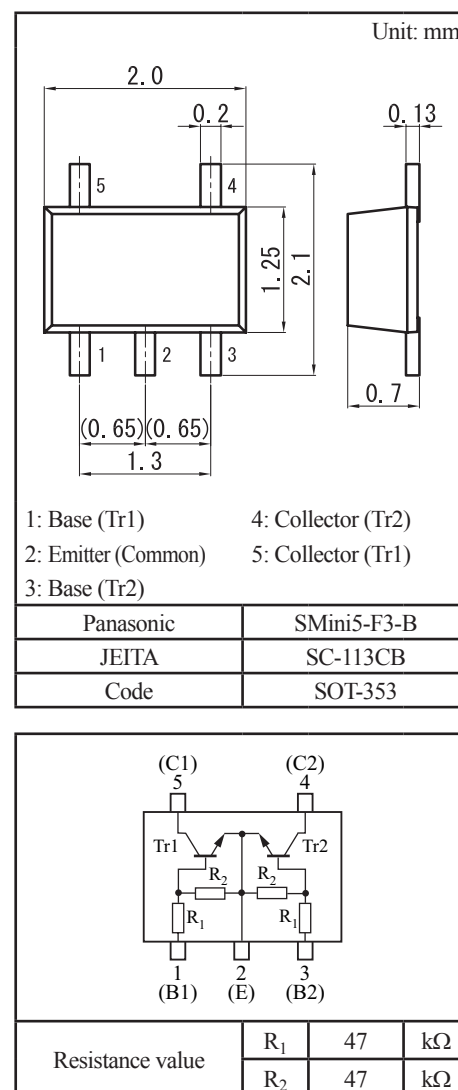 Unit: mm
2.0
0.2
0.13
5
4
1.25
2.1
1
2
3
0.7
(0.65)(0.65)
1.3
1: Base (Tr1) 4: Collector (Tr2)
2: Emitter (Common) 5: Collector (Tr1)
3: Base (Tr2)
Panasonic SMini5-F3-B
JEITA SC-113CB
Code SOT-353
(C1) (C2)
5 4
Tr1 Tr2
R2 R2
R1 R1
1 2 3
(B1) (E) (B2)
Resistance value R1 47 kΩ
R2 47 kΩ